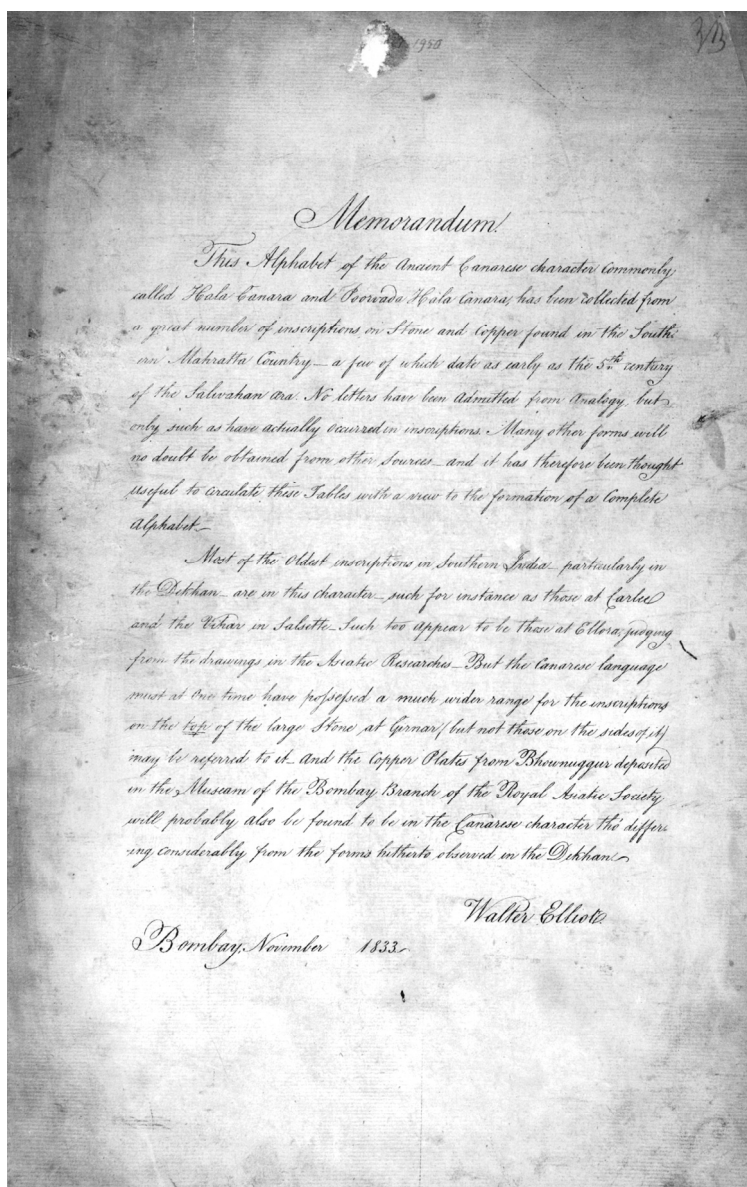 1950
Memorandum.
This Alphabet of the Ancient Canarese character commonly
called Hala Canara and Poorvada Hala Canara, has been collected from
a great number of inscriptions on Stone and Copper found in the South-
ern Mahratta Country _ a few of which date as early as the 5th century
of the Salivahan æra. No letters have been admitted from Analogy but
only such as have actually occurred in inscriptions. Many other forms will
no doubt be obtained from other sources _ and it has therefore been thought
useful to circulate these Tables with a view to the formation of a Complete
Alphabet _
Most of the Oldest inscriptions in Southern India _ particularly in
the Dekhan _ are in this character _ such for instance as those at Carlee
and the Vihar in Salsette _ Such too appear to be those at Ellora, judging
from the drawings in the Asiatic Researches _ But the Canarese language
must at one time have possessed a much wider range for the inscriptions
on the top of the large Stone at Girnar (but not those on the sides of it)
may be referred to it _ and the Copper Plates from Bhownuggur deposited
in the Museam of the Bombay Branch of the Royal Asiatic Society
will probably also be found to be in the Canarese character tho' differ-
ing considerably from the forms hitherto observed in the Dekhan.
Walter Elliot.
Bombay, November 1833.